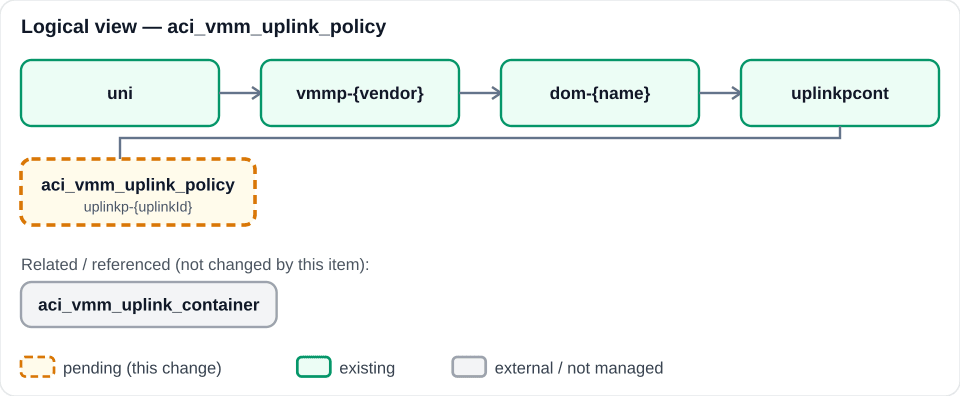 Logical view — aci_vmm_uplink_policy
uni
vmmp-{vendor}
dom-{name}
uplinkpcont
aci_vmm_uplink_policy
uplinkp-{uplinkId}
Related / referenced (not changed by this item):
aci_vmm_uplink_container
pending (this change)
existing
external / not managed